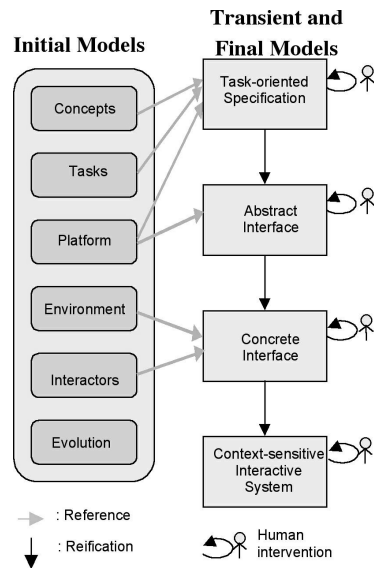 Initial Models
Transient and
Final Models
Concepts
Tasks
Platform
Environment
Interactors
Evolution
Task-oriented
Specification
Abstract
Interface
Concrete
Interface
Context-sensitive
Interactive
System
: Reference
: Reification
Human
intervention